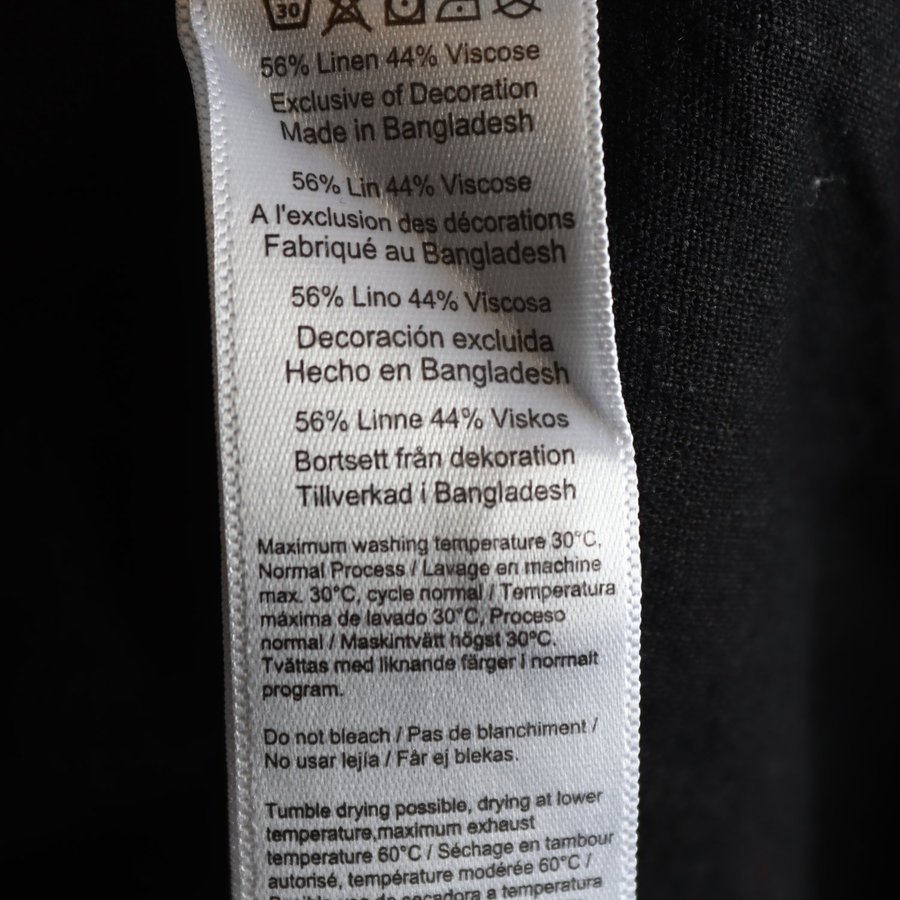 30
56% Linen 44% Viscose
Exclusive of Decoration
Made in Bangladesh
56% Lin 44% Viscose
A l'exclusion des décorations
Fabriqué au Bangladesh
56% Lino 44% Viscosa
Decoración excluida
Hecho en Bangladesh
56% Linne 44% Viskos
Bortsett från dekoration
Tillverkad i Bangladesh
Maximum washing temperature 30°C.
Normal Process / Lavage en machine
max. 30°C, cycle normal / Temperatura
máxima de lavado 30°C, Proceso
normal / Maskintvätt högst 30°C.
Tvättas med liknande färger i normalt
program.
Do not bleach / Pas de blanchiment /
No usar lejía / Får ej blekas.
Tumble drying possible, drying at lower
temperature,maximum exhaust
temperature 60°C / Séchage en tambour
autorisé, température modérée 60°C /
secadora a temperatura